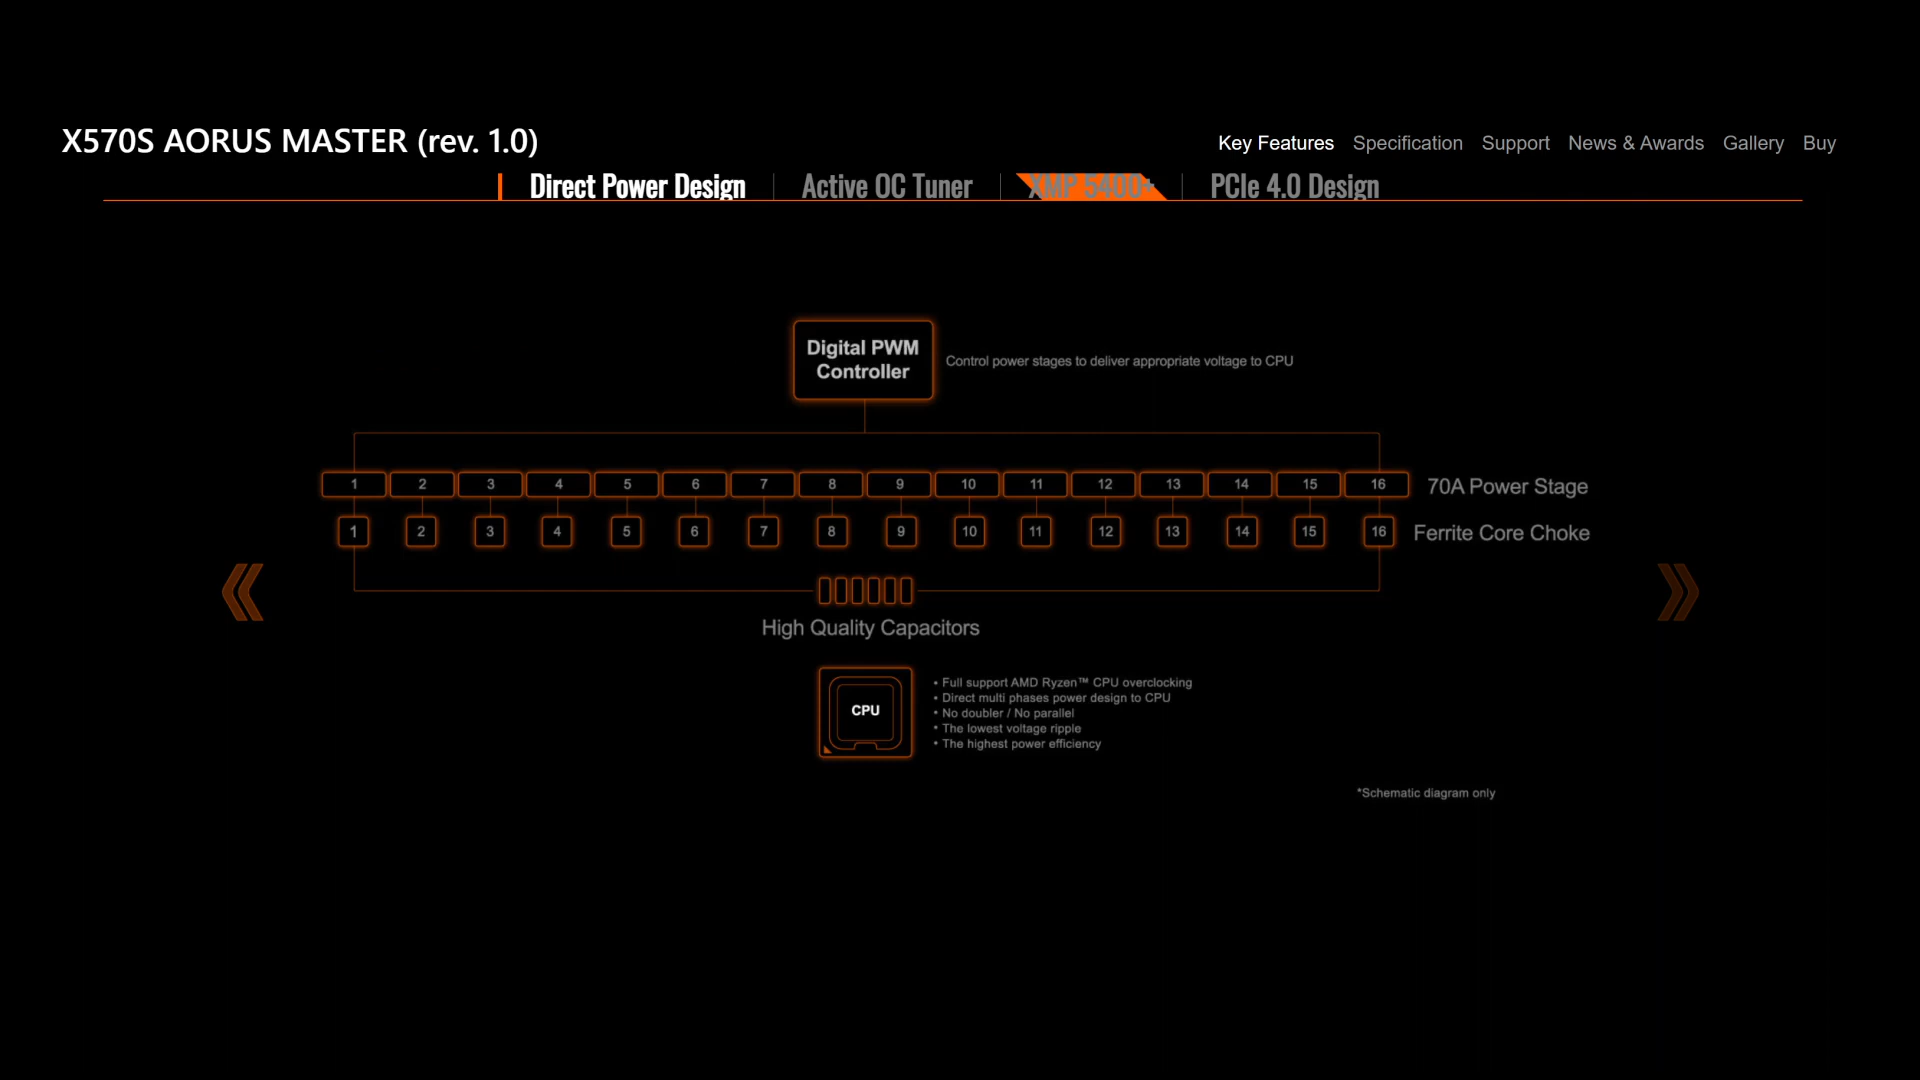 X570S AORUS MASTER (rev. 1.0)
Key Features Specification Support News & Awards Gallery Buy
Direct Power Design Active OC Tuner XMP 5400+ PCIe 4.0 Design
Digital PWM
Controller
Control power stages to deliver appropriate voltage to CPU
1 2 3 4 5 6 7 8 9 10 11 12 13 14 15 16 70A Power Stage
1 2 3 4 5 6 7 8 9 10 11 12 13 14 15 16 Ferrite Core Choke
High Quality Capacitors
CPU
• Full support AMD Ryzen™ CPU overclocking
• Direct multi phases power design to CPU
• No doubler / No parallel
• The lowest voltage ripple
• The highest power efficiency
*Schematic diagram only